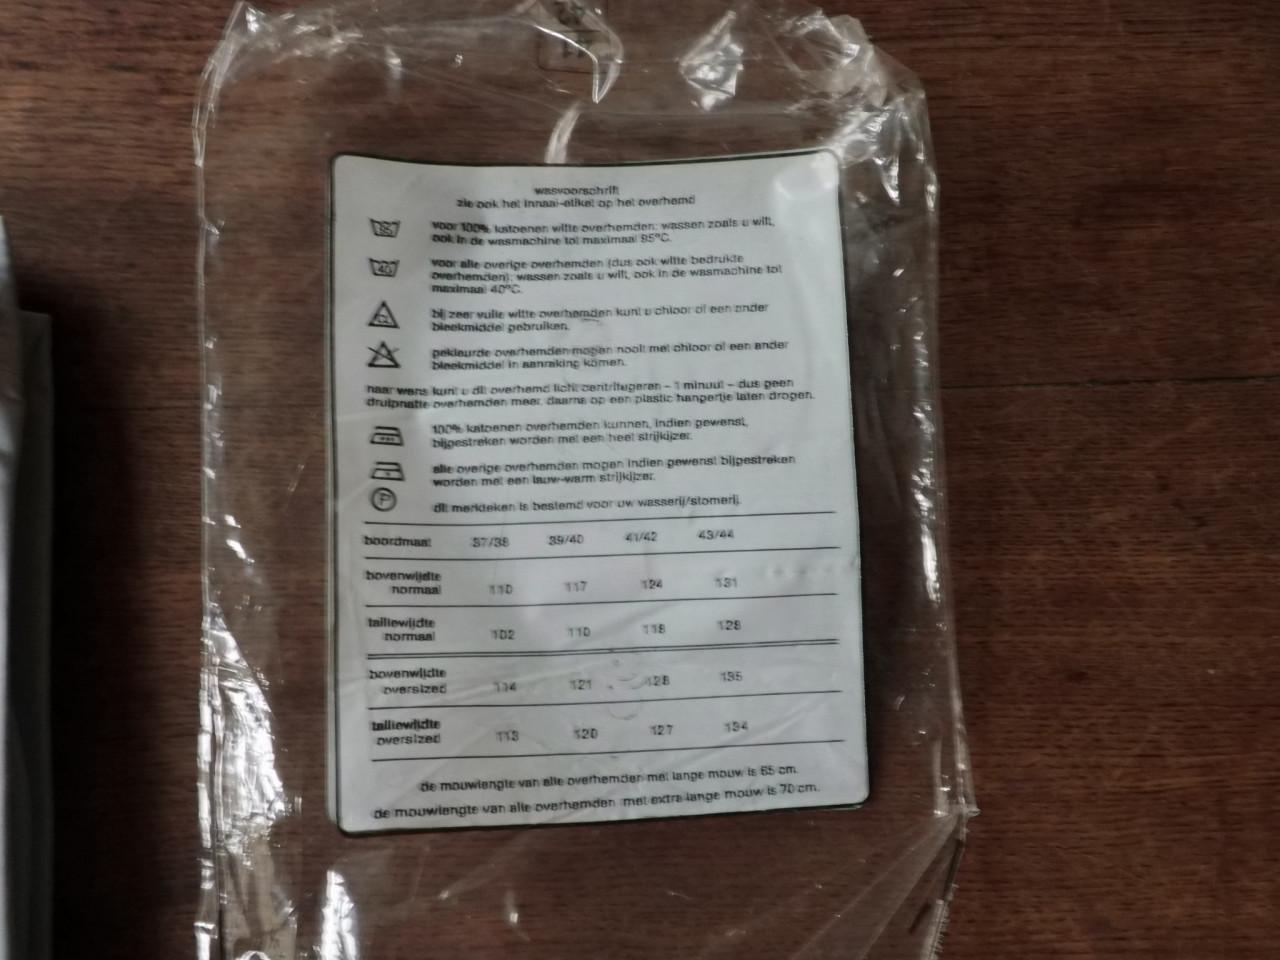 wasvoorschrift
zie ook het innaai-etiket op het overhemd
95
voor 100% katoenen witte overhemden: wassen zoals u wilt,
ook in de wasmachine tot maximaal 95°C.
40
voor alle overige overhemden (dus ook witte bedrukte
overhemden): wassen zoals u wilt, ook in de wasmachine tot
maximaal 40°C.
CL
bij zeer vuile witte overhemden kunt u chloor of een ander
bleekmiddel gebruiken.
gekleurde overhemden mogen nooit met chloor of een ander
bleekmiddel in aanraking komen.
naar wens kunt u dit overhemd licht centrifugeren – 1 minuut – dus geen
druipnatte overhemden meer, daarna op een plastic hangertje laten drogen.
100% katoenen overhemden kunnen, indien gewenst,
bijgestreken worden met een heet strijkijzer.
alle overige overhemden mogen indien gewenst bijgestreken
worden met een lauw-warm strijkijzer.
P
dit merkteken is bestemd voor uw wasserij/stomerij.
boordmaat 37/38 39/40 41/42 43/44
bovenwijdte
normaal 110 117 124 131
tailliewijdte
normaal 102 110 118 128
bovenwijdte
oversized 114 121 128 135
tailliewijdte
oversized 113 120 127 134
de mouwlengte van alle overhemden met lange mouw is 65 cm.
de mouwlengte van alle overhemden met extra lange mouw is 70 cm.